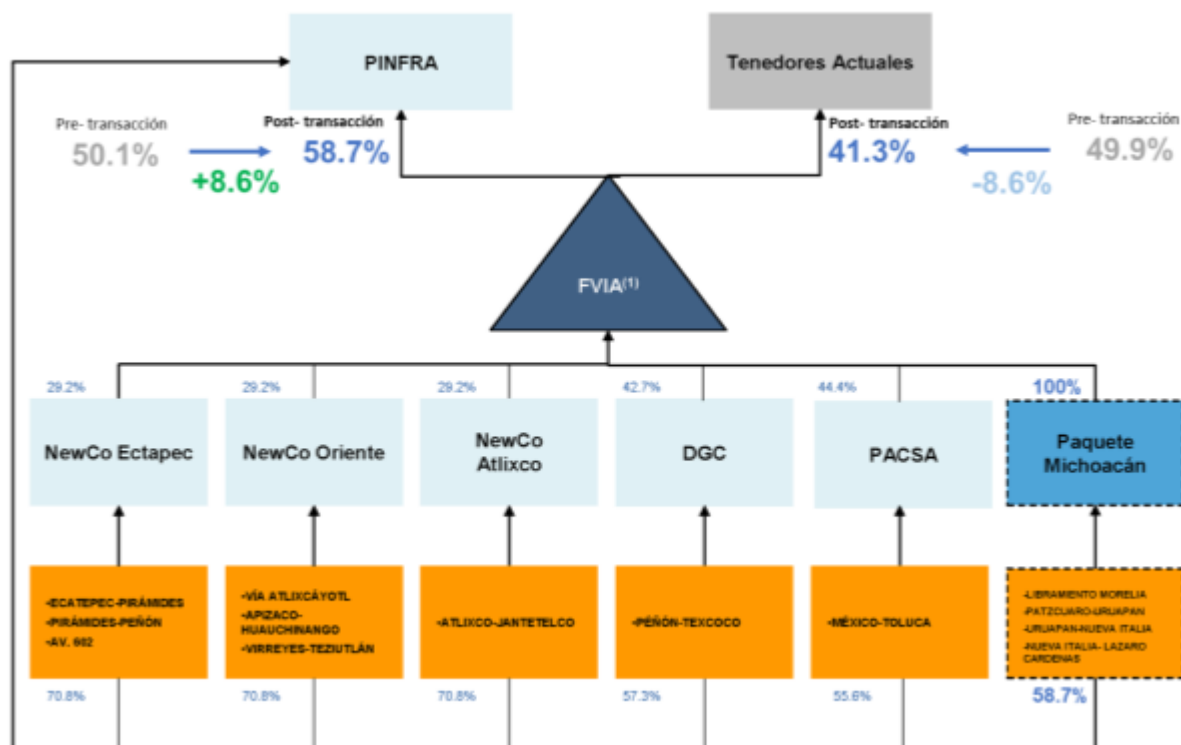 PINFRA
Tenedores Actuales
Pre- transacción
50.1%
Post- transacción
58.7%
+8.6%
Post- transacción
41.3%
Pre- transacción
49.9%
-8.6%
FVIA(1)
29.2%
29.2%
29.2%
42.7%
44.4%
100%
NewCo Ectapec
NewCo Oriente
NewCo
Atlixco
DGC
PACSA
Paquete
Michoacán
•ECATEPEC-PIRÁMIDES
•PIRÁMIDES-PEÑÓN
•AV. 602
•VÍA ATLIXCÁYOTL
•APIZACO-
HUAUCHINANGO
•VIRREYES-TEZIUTLÁN
•ATLIXCO-JANTETELCO
•PÉÑÓN-TEXCOCO
•MÉXICO-TOLUCA
-LIBRAMIENTO MORELIA
-PATZCUARO-URUAPAN
-URUAPAN-NUEVA ITALIA
-NUEVA ITALIA- LAZARO
CARDENAS
70.8%
70.8%
70.8%
57.3%
55.6%
58.7%